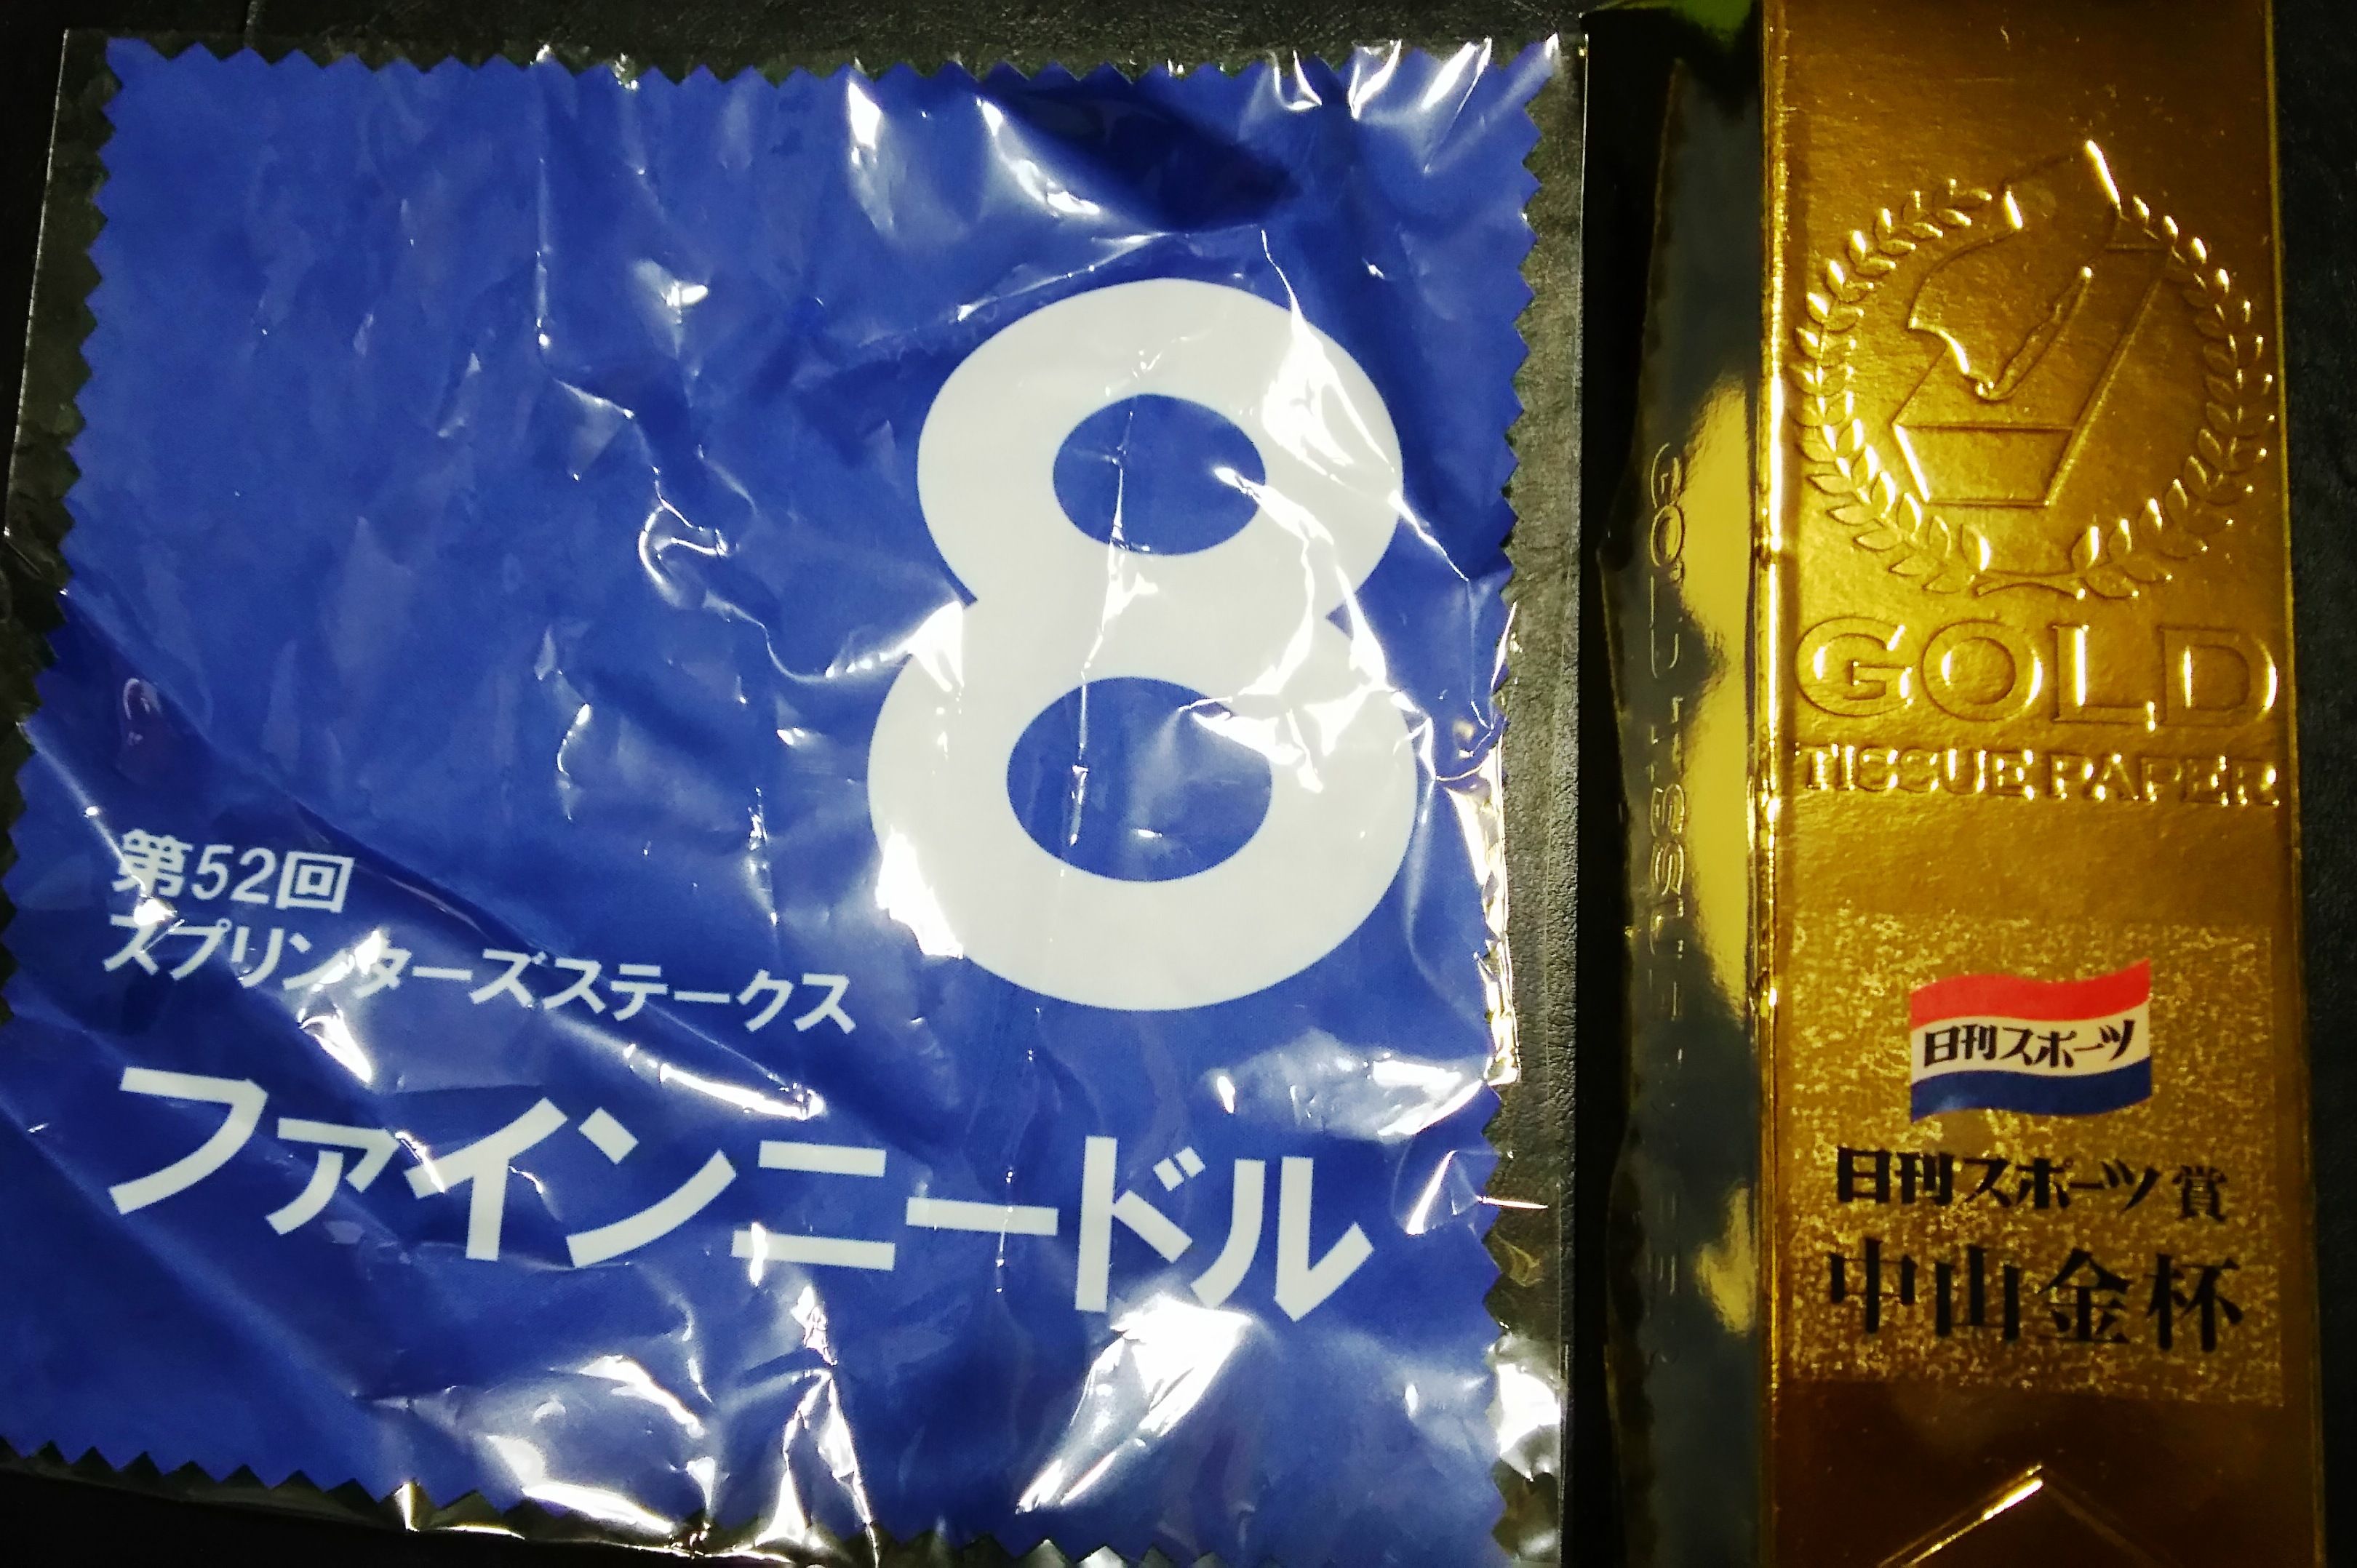 8
第52回
スプリンターズステークス
ファインニードル
GOLD
TISSUE PAPER
日刊スポーツ
日刊スポーツ賞
中山金杯